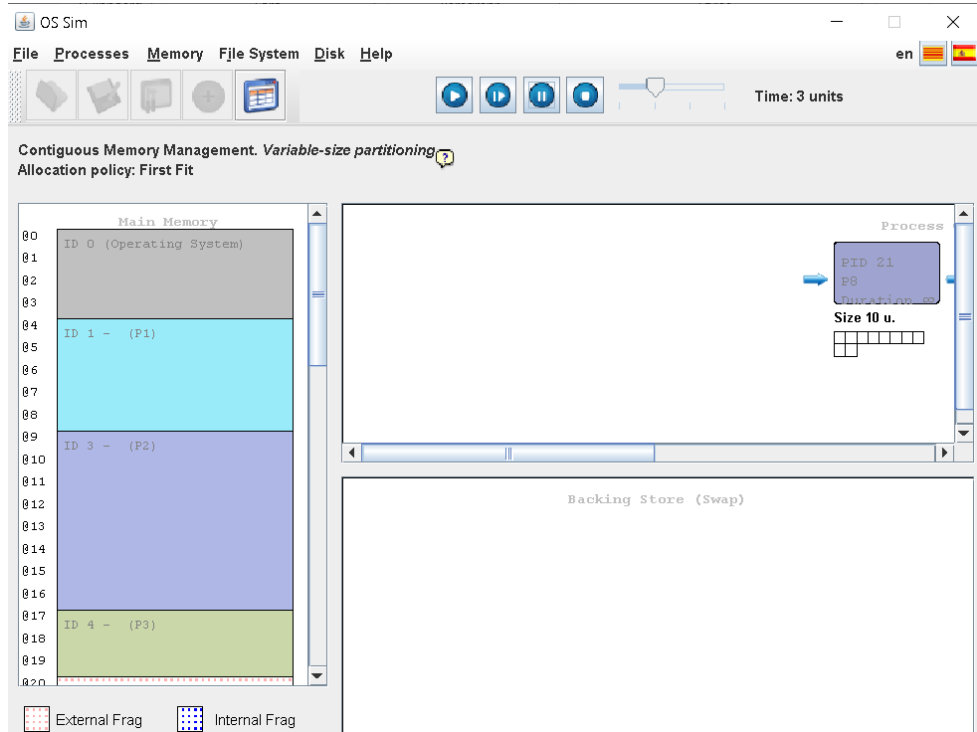 OS Sim
File Processes Memory File System Disk Help
en
Time: 3 units
Contiguous Memory Management. Variable-size partitioning
?
Allocation policy: First Fit
Main Memory
@0
ID 0 (Operating System)
@1
@2
@3
@4
ID 1 - (P1)
@5
@6
@7
@8
@9
ID 3 - (P2)
@10
@11
@12
@13
@14
@15
@16
@17
ID 4 - (P3)
@18
@19
@20
External Frag
Internal Frag
Process
PID 21
P8
Duration ∞
Size 10 u.
Backing Store (Swap)